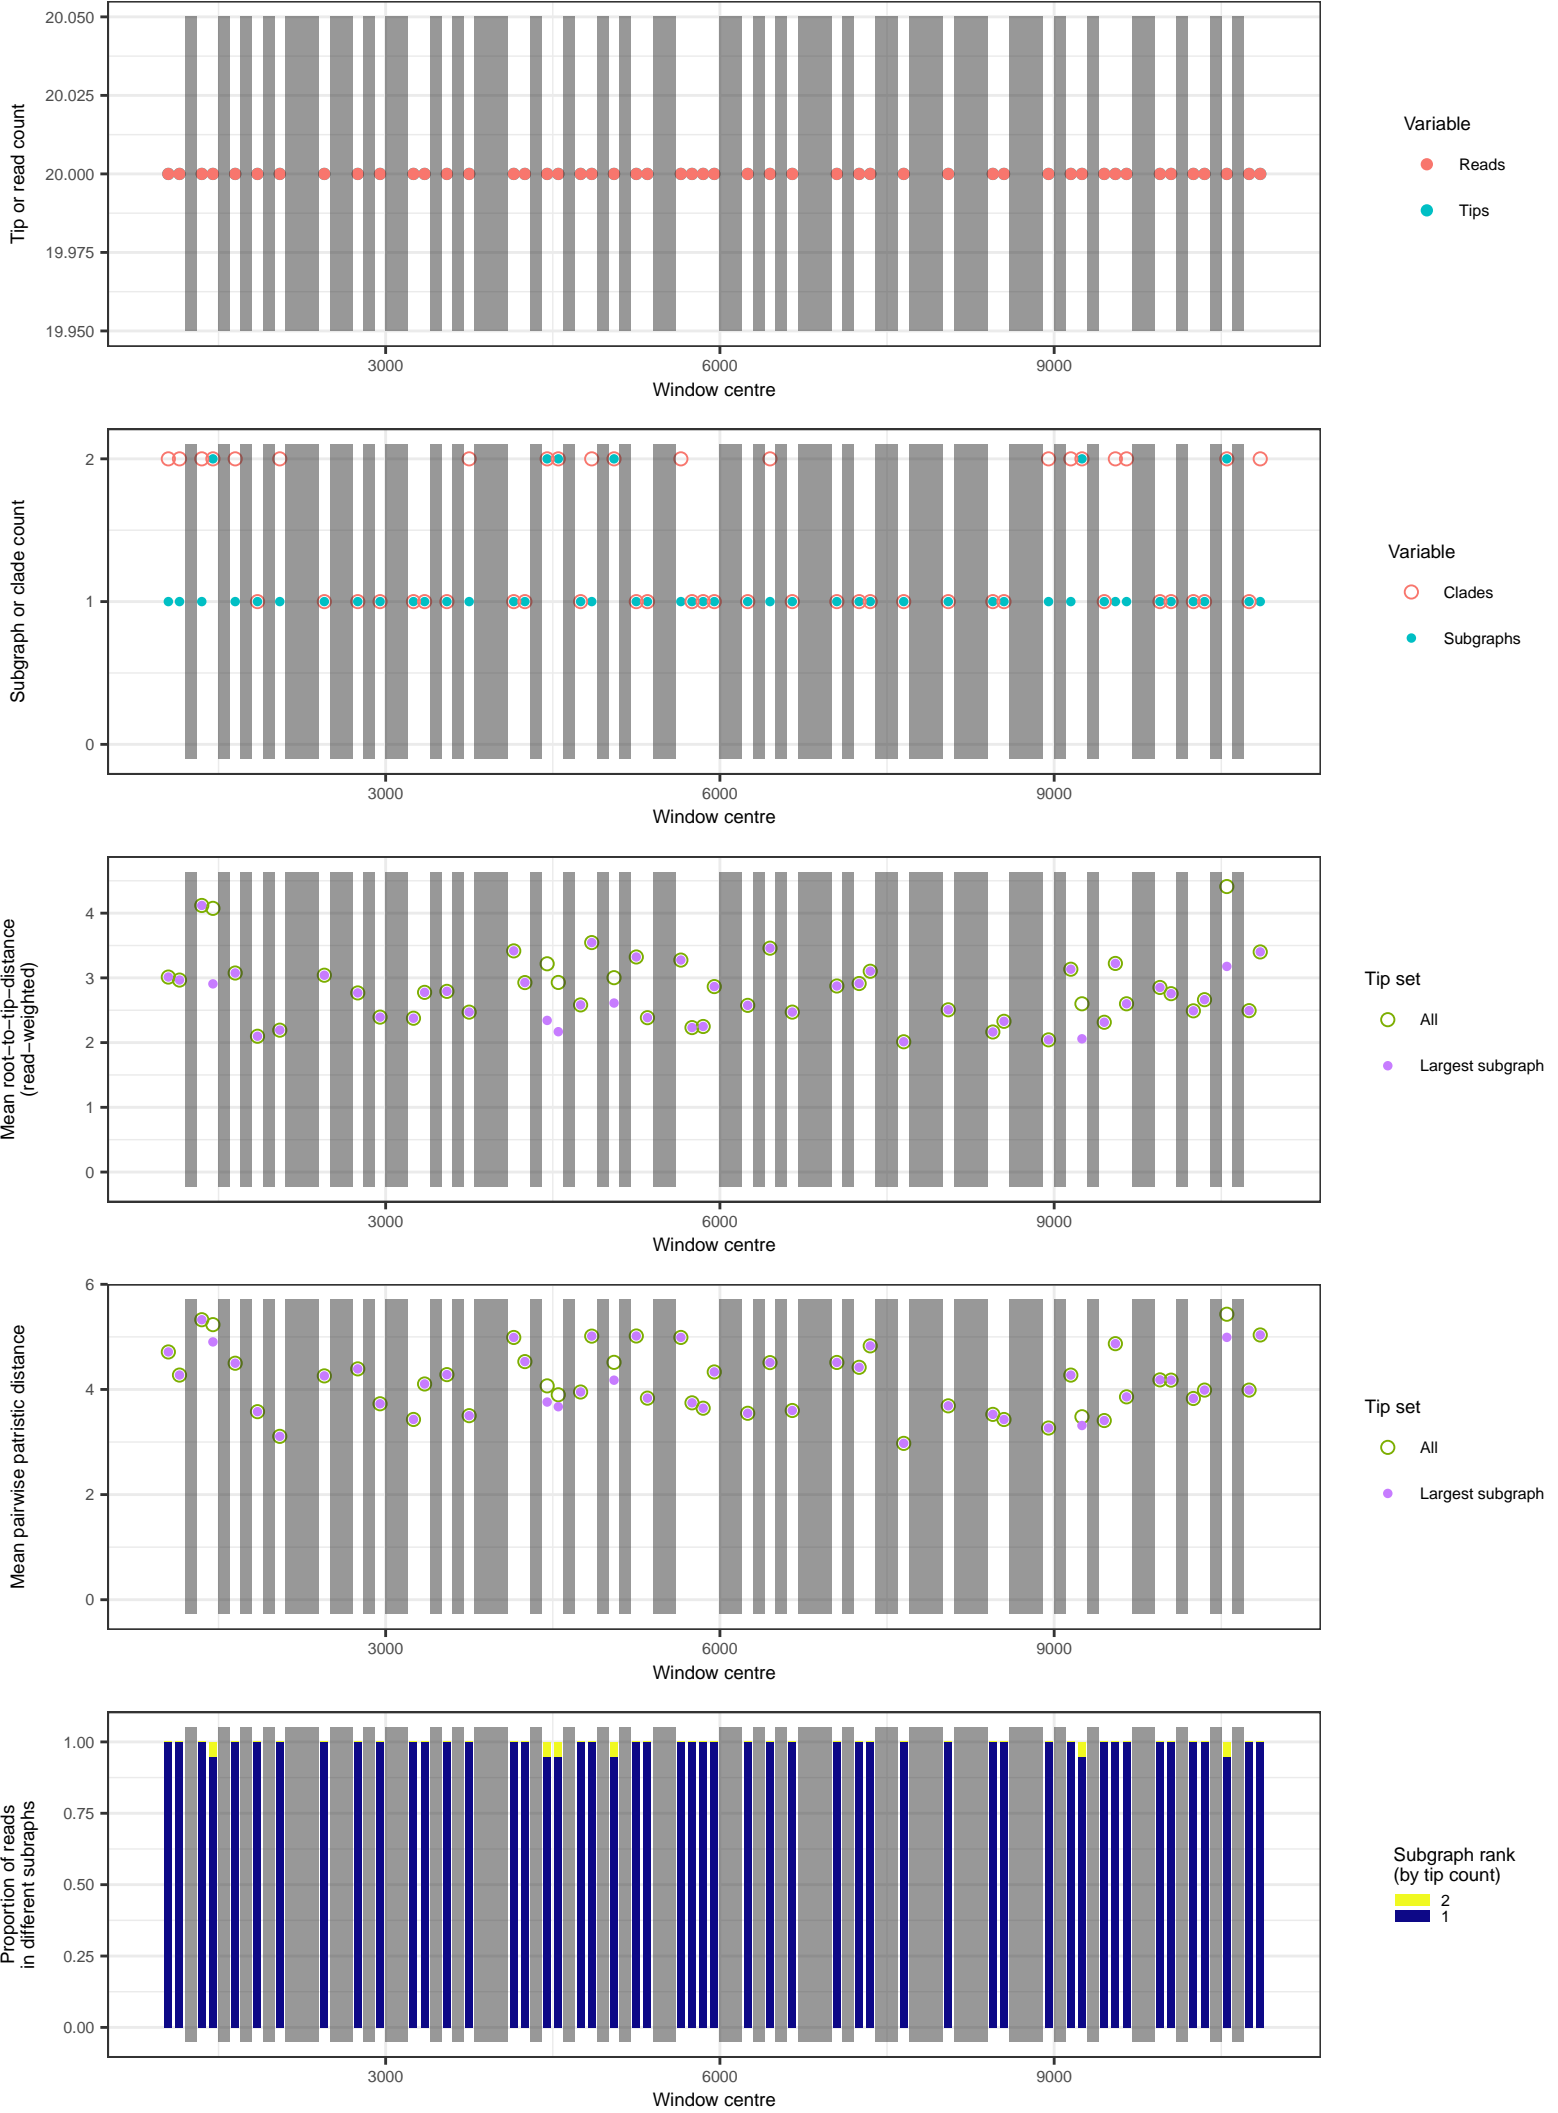 20.050
20.025
20.000
19.975
19.950
Tip or read count
3000
6000
9000
Window centre
Variable
Reads
Tips
2
1
0
Subgraph or clade count
3000
6000
9000
Window centre
Variable
Clades
Subgraphs
4
3
2
1
0
Mean root−to−tip−distance
(read−weighted)
3000
6000
9000
Window centre
Tip set
All
Largest subgraph
6
4
2
0
Mean pairwise patristic distance
3000
6000
9000
Window centre
Tip set
All
Largest subgraph
1.00
0.75
0.50
0.25
0.00
Proportion of reads
in different subraphs
3000
6000
9000
Window centre
Subgraph rank
(by tip count)
2
1